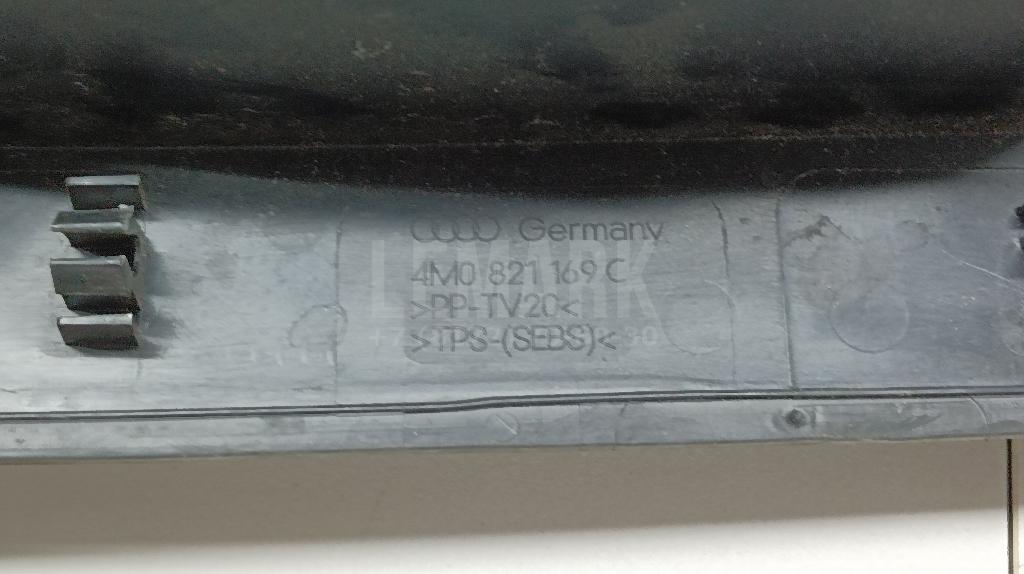 Germany
4M0 821 169 C
>PP-TV20<
>TPS-(SEBS)<